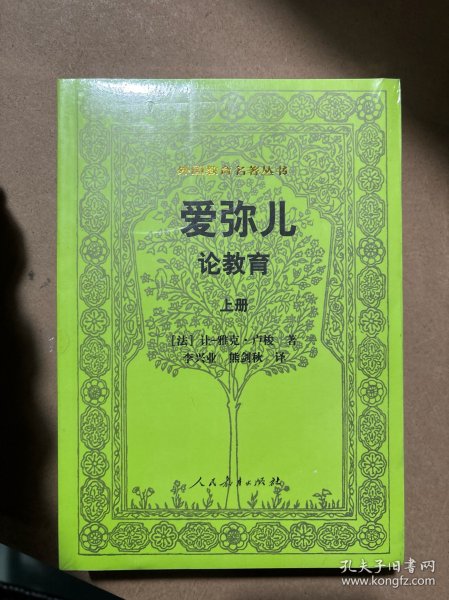 外国教育名著丛书
爱弥儿
论教育
上册
[法] 让-雅克·卢梭 著
李兴业 熊剑秋 译
人民教育出版社
孔夫子旧书网
www.kongfz.com